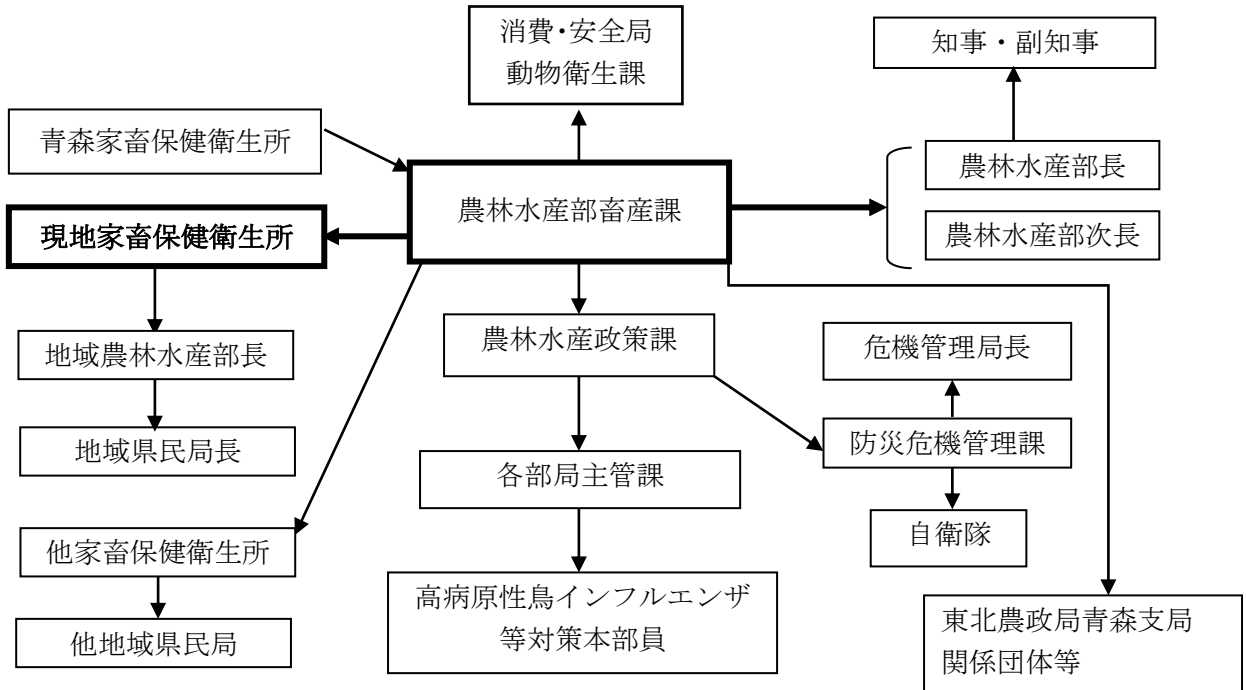 消費・安全局
動物衛生課
知事・副知事
青森家畜保健衛生所
農林水産部長
農林水産部畜産課
現地家畜保健衛生所
農林水産部次長
地域農林水産部長
農林水産政策課
危機管理局長
地域県民局長
各部局主管課
防災危機管理課
他家畜保健衛生所
自衛隊
高病原性鳥インフルエンザ
等対策本部員
他地域県民局
東北農政局青森支局
関係団体等